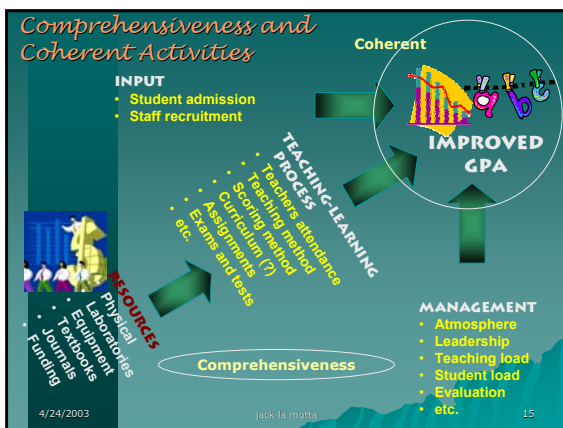 Comprehensiveness and
Coherent Activities
Coherent
INPUT
• Student admission
• Staff recruitment
a b c
IMPROVED
GPA
TEACHING-LEARNING
PROCESS
• Teachers attendance
• Teaching method
• Scoring method
• Curriculum (?)
• Assignments
• Exams and tests
• etc.
RESOURCES
• Physical
• Laboratories
• Equipment
• Textbooks
• Journals
• Funding
Comprehensiveness
MANAGEMENT
• Atmosphere
• Leadership
• Teaching load
• Student load
• Evaluation
• etc.
4/24/2003
jack la motta
15